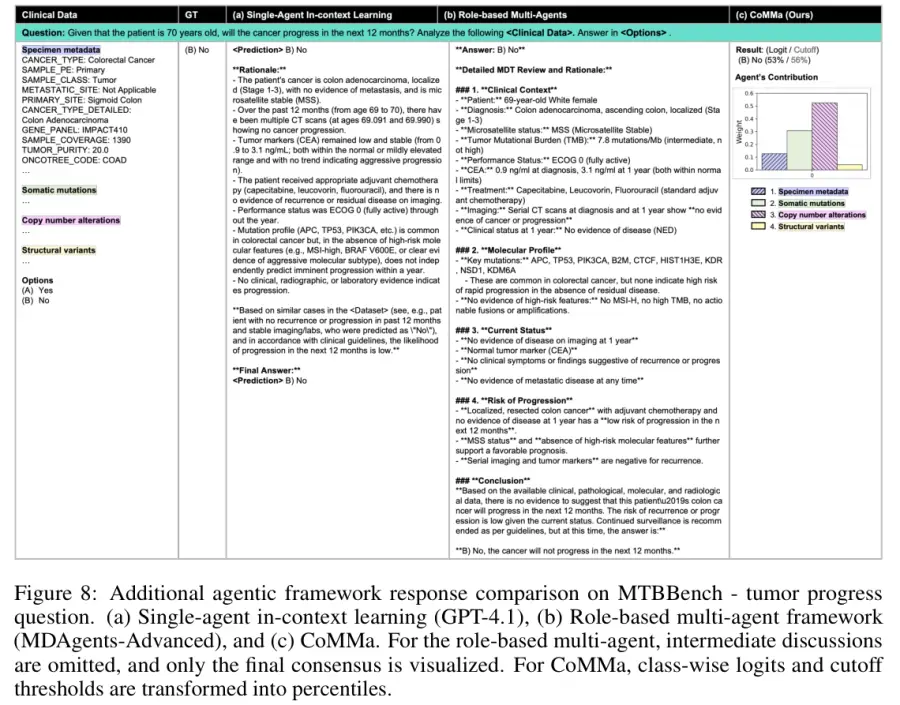 Clinical Data
GT
(a) Single-Agent In-context Learning
(b) Role-based Multi-Agents
(c) CoMMa (Ours)
Question: Given that the patient is 70 years old, will the cancer progress in the next 12 months? Analyze the following <Clinical Data>. Answer in <Options> .
Specimen metadata
CANCER_TYPE: Colorectal Cancer
SAMPLE_PE: Primary
SAMPLE_CLASS: Tumor
METASTATIC_SITE: Not Applicable
PRIMARY_SITE: Sigmoid Colon
CANCER_TYPE_DETAILED:
Colon Adenocarcinoma
GENE_PANEL: IMPACT410
SAMPLE_COVERAGE: 1390
TUMOR_PURITY: 20.0
ONCOTREE_CODE: COAD
...
Somatic mutations
...
Copy number alterations
...
Structural variants
...
Options
(A) Yes
(B) No
(B) No
<Prediction> B) No
**Rationale:**
- The patient's cancer is colon adenocarcinoma, localize
d (Stage 1-3), with no evidence of metastasis, and is mic
rosatellite stable (MSS).
- Over the past 12 months (from age 69 to 70), there hav
e been multiple CT scans (at ages 69.091 and 69.990) s
howing no cancer progression.
- Tumor markers (CEA) remained low and stable (from 0
.9 to 3.1 ng/mL; both within the normal or mildly elevated
range and with no trend indicating aggressive progressio
n).
- The patient received appropriate adjuvant chemothera
py (capecitabine, leucovorin, fluorouracil), and there is n
o evidence of recurrence or residual disease on imaging.
- Performance status was ECOG 0 (fully active) through
out the year.
- Mutation profile (APC, TP53, PIK3CA, etc.) is common
in colorectal cancer but, in the absence of high-risk mole
cular features (e.g., MSI-high, BRAF V600E, or clear evi
dence of aggressive molecular subtype), does not indep
endently predict imminent progression within a year.
- No clinical, radiographic, or laboratory evidence indicat
es progression.
**Based on similar cases in the <Dataset> (see, e.g., pat
ient with no recurrence or progression in past 12 months
and stable imaging/labs, who were predicted as \"No\"),
and in accordance with clinical guidelines, the likelihood
of progression in the next 12 months is low.**
**Final Answer:**
<Prediction> B) No
**Answer: B) No**
**Detailed MDT Review and Rationale:**
### 1. **Clinical Context**
- **Patient:** 69-year-old White female
- **Diagnosis:** Colon adenocarcinoma, ascending colon, localized (Sta
ge 1-3)
- **Microsatellite status:** MSS (Microsatellite Stable)
- **Tumor Mutational Burden (TMB):** 7.8 mutations/Mb (intermediate, n
ot high)
- **Performance Status:** ECOG 0 (fully active)
- **CEA:** 0.9 ng/ml at diagnosis, 3.1 ng/ml at 1 year (both within norma
l limits)
- **Treatment:** Capecitabine, Leucovorin, Fluorouracil (standard adjuv
ant chemotherapy)
- **Imaging:** Serial CT scans at diagnosis and at 1 year show **no evid
ence of cancer or progression**
- **Clinical status at 1 year:** No evidence of disease (NED)
### 2. **Molecular Profile**
- **Key mutations:** APC, TP53, PIK3CA, B2M, CTCF, HIST1H3E, KDR
, NSD1, KDM6A
- These are common in colorectal cancer, but none indicate high risk
of rapid progression in the absence of residual disease.
- **No evidence of high-risk features:** No MSI-H, no high TMB, no actio
nable fusions or amplifications.
### 3. **Current Status**
- **No evidence of disease on imaging at 1 year**
- **Normal tumor marker (CEA)**
- **No clinical symptoms or findings suggestive of recurrence or progres
sion**
- **No evidence of metastatic disease at any time**
### 4. **Risk of Progression**
- **Localized, resected colon cancer** with adjuvant chemotherapy and
no evidence of disease at 1 year has a **low risk of progression in the n
ext 12 months**.
- **MSS status** and **absence of high-risk molecular features** further
support a favorable prognosis.
- **Serial imaging and tumor markers** are negative for recurrence.
### **Conclusion**
**Based on the available clinical, pathological, molecular, and radiologic
al data, there is no evidence to suggest that this patient\u2019s colon ca
ncer will progress in the next 12 months. The risk of recurrence or progr
ession is low given the current status. Continued surveillance is recomm
ended as per guidelines, but at this time, the answer is:**
**B) No, the cancer will not progress in the next 12 months.**
Result: (Logit / Cutoff)
(B) No (53% / 56%)
Agent's Contribution
Weight
0.6
0.5
0.4
0.3
0.2
0.1
0.0
0
1. Specimen metadata
2. Somatic mutations
3. Copy number alterations
4. Structural variants
Figure 8: Additional agentic framework response comparison on MTBBench - tumor progress
question. (a) Single-agent in-context learning (GPT-4.1), (b) Role-based multi-agent framework
(MDAgents-Advanced), and (c) CoMMa. For the role-based multi-agent, intermediate discussions
are omitted, and only the final consensus is visualized. For CoMMa, class-wise logits and cutoff
thresholds are transformed into percentiles.